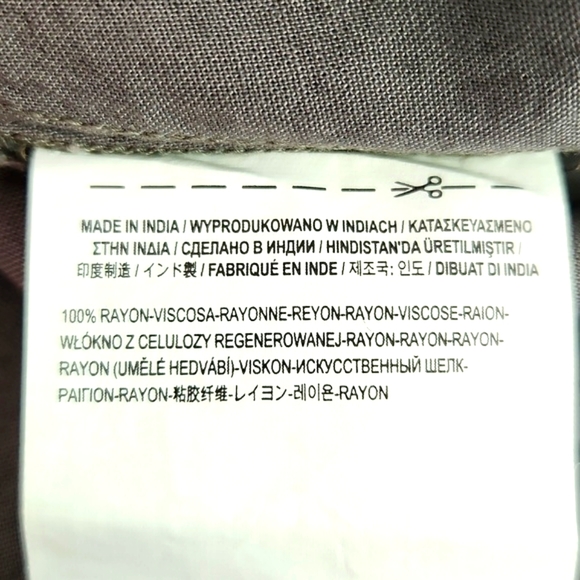 MADE IN INDIA / WYPRODUKOWANO W INDIACH / ΚΑΤΑΣΚΕΥΑΣΜΕΝΟ
ΣΤΗΝ ΙΝΔΙΑ / СДЕЛАНО В ИНДИИ / HINDISTAN'DA ÜRETILMIŞTIR /
印度制造 / インド製 / FABRIQUÉ EN INDE / 제조국: 인도 / DIBUAT DI INDIA
100% RAYON-VISCOSA-RAYONNE-REYON-RAYON-VISCOSE-RAION-
WŁÓKNO Z CELULOZY REGENEROWANEJ-RAYON-RAYON-RAYON-
RAYON (UMĚLÉ HEDVÁBÍ)-VISKON-ИСКУССТВЕННЫЙ ШЕЛК-
ΡΑΙΓΙΟΝ-RAYON-粘胶纤维-レイヨン-레이온-RAYON